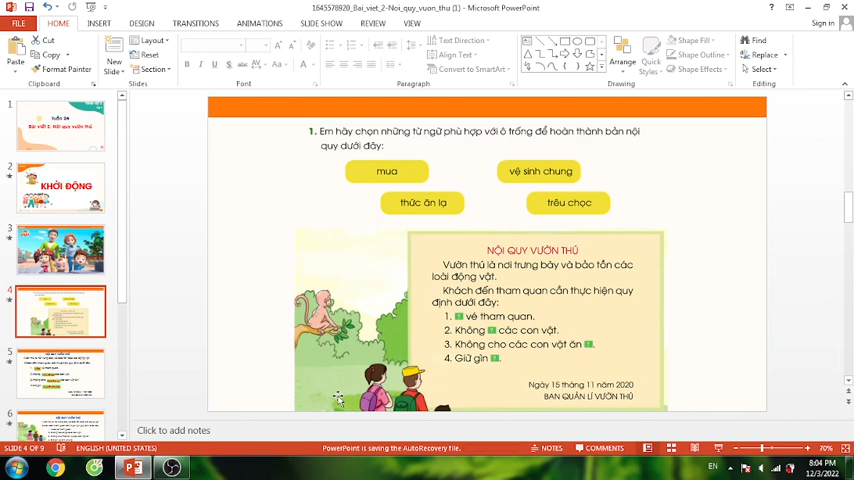 1645578920_Bai_viet_2-Noi_quy_vuon_thu (1) - Microsoft PowerPoint
FILE HOME INSERT DESIGN TRANSITIONS ANIMATIONS SLIDE SHOW REVIEW VIEW Sign in
Paste
Cut
Copy
Format Painter
Clipboard
New Slide
Layout
Reset
Section
Slides
Font
Text Direction
Align Text
Convert to SmartArt
Paragraph
Arrange
Quick Styles
Shape Fill
Shape Outline
Shape Effects
Drawing
Find
Replace
Select
Editing
1
Tuần 26
Bài viết 2: Nội quy vườn thú
2
KHỞI ĐỘNG
3
4
5
6
1. Em hãy chọn những từ ngữ phù hợp với ô trống để hoàn thành bản nội
quy dưới đây:
mua
vệ sinh chung
thức ăn lạ
trêu chọc
NỘI QUY VƯỜN THÚ
Vườn thú là nơi trưng bày và bảo tồn các
loài động vật.
Khách đến tham quan cần thực hiện quy
định dưới đây:
1. ? vé tham quan.
2. Không ? các con vật.
3. Không cho các con vật ăn ?.
4. Giữ gìn ?.
Ngày 15 tháng 11 năm 2020
BAN QUẢN LÍ VƯỜN THÚ
Click to add notes
SLIDE 4 OF 9 ENGLISH (UNITED STATES) PowerPoint is saving the AutoRecovery file. NOTES COMMENTS 70%
EN 8:04 PM
12/3/2022